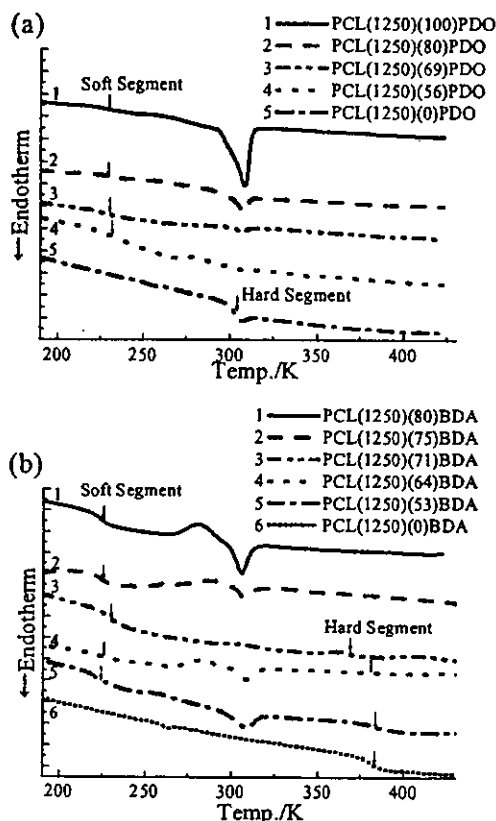 (a)
1 PCL(1250)(100)PDO
2 PCL(1250)(80)PDO
3 PCL(1250)(69)PDO
4 PCL(1250)(56)PDO
5 PCL(1250)(0)PDO
Soft Segment
1
2
3
4
5
Hard Segment
←Endotherm
200 250 300 350 400
Temp./K
(b)
1 PCL(1250)(80)BDA
2 PCL(1250)(75)BDA
3 PCL(1250)(71)BDA
4 PCL(1250)(64)BDA
5 PCL(1250)(53)BDA
6 PCL(1250)(0)BDA
Soft Segment
1
2
3
4
5
6
Hard Segment
←Endotherm
200 250 300 350 400
Temp./K